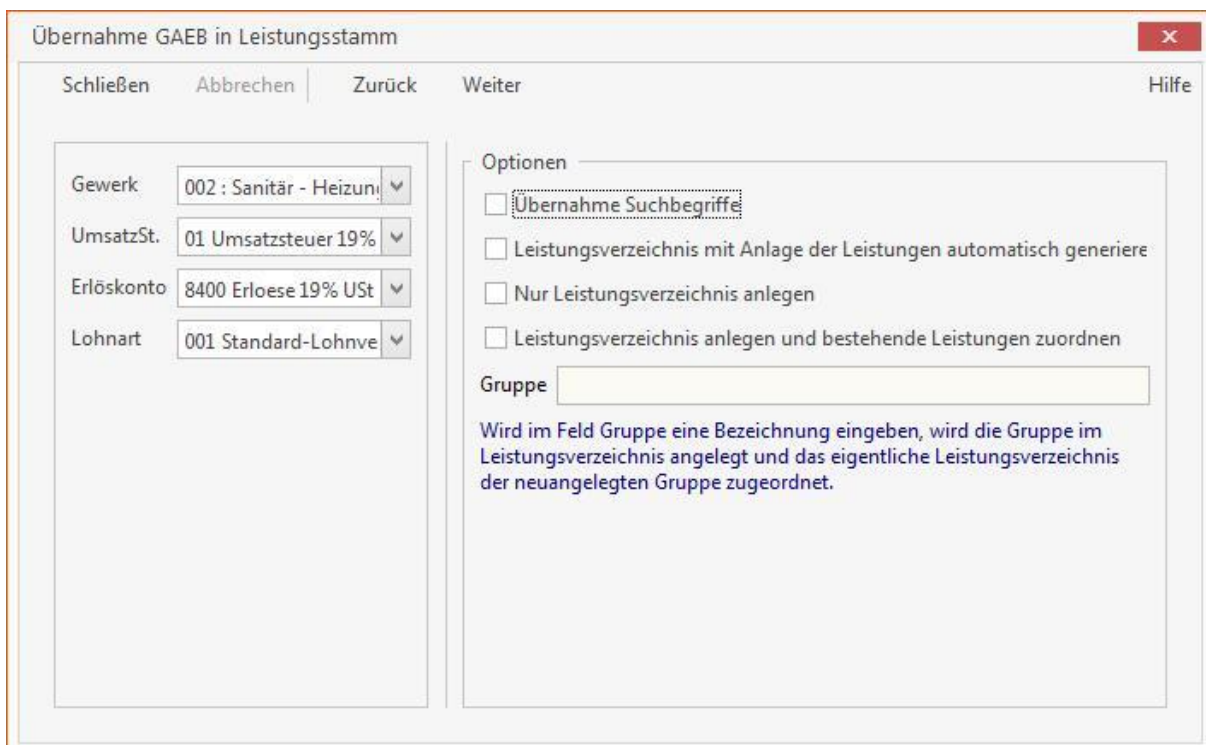 Übernahme GAEB in Leistungsstamm
Schließen Abbrechen Zurück Weiter Hilfe
Gewerk 002 : Sanitär - Heizung
UmsatzSt. 01 Umsatzsteuer 19%
Erlöskonto 8400 Erloese 19% USt
Lohnart 001 Standard-Lohnve
Optionen
Übernahme Suchbegriffe
Leistungsverzeichnis mit Anlage der Leistungen automatisch generiere
Nur Leistungsverzeichnis anlegen
Leistungsverzeichnis anlegen und bestehende Leistungen zuordnen
Gruppe
Wird im Feld Gruppe eine Bezeichnung eingeben, wird die Gruppe im
Leistungsverzeichnis angelegt und das eigentliche Leistungsverzeichnis
der neuangelegten Gruppe zugeordnet.